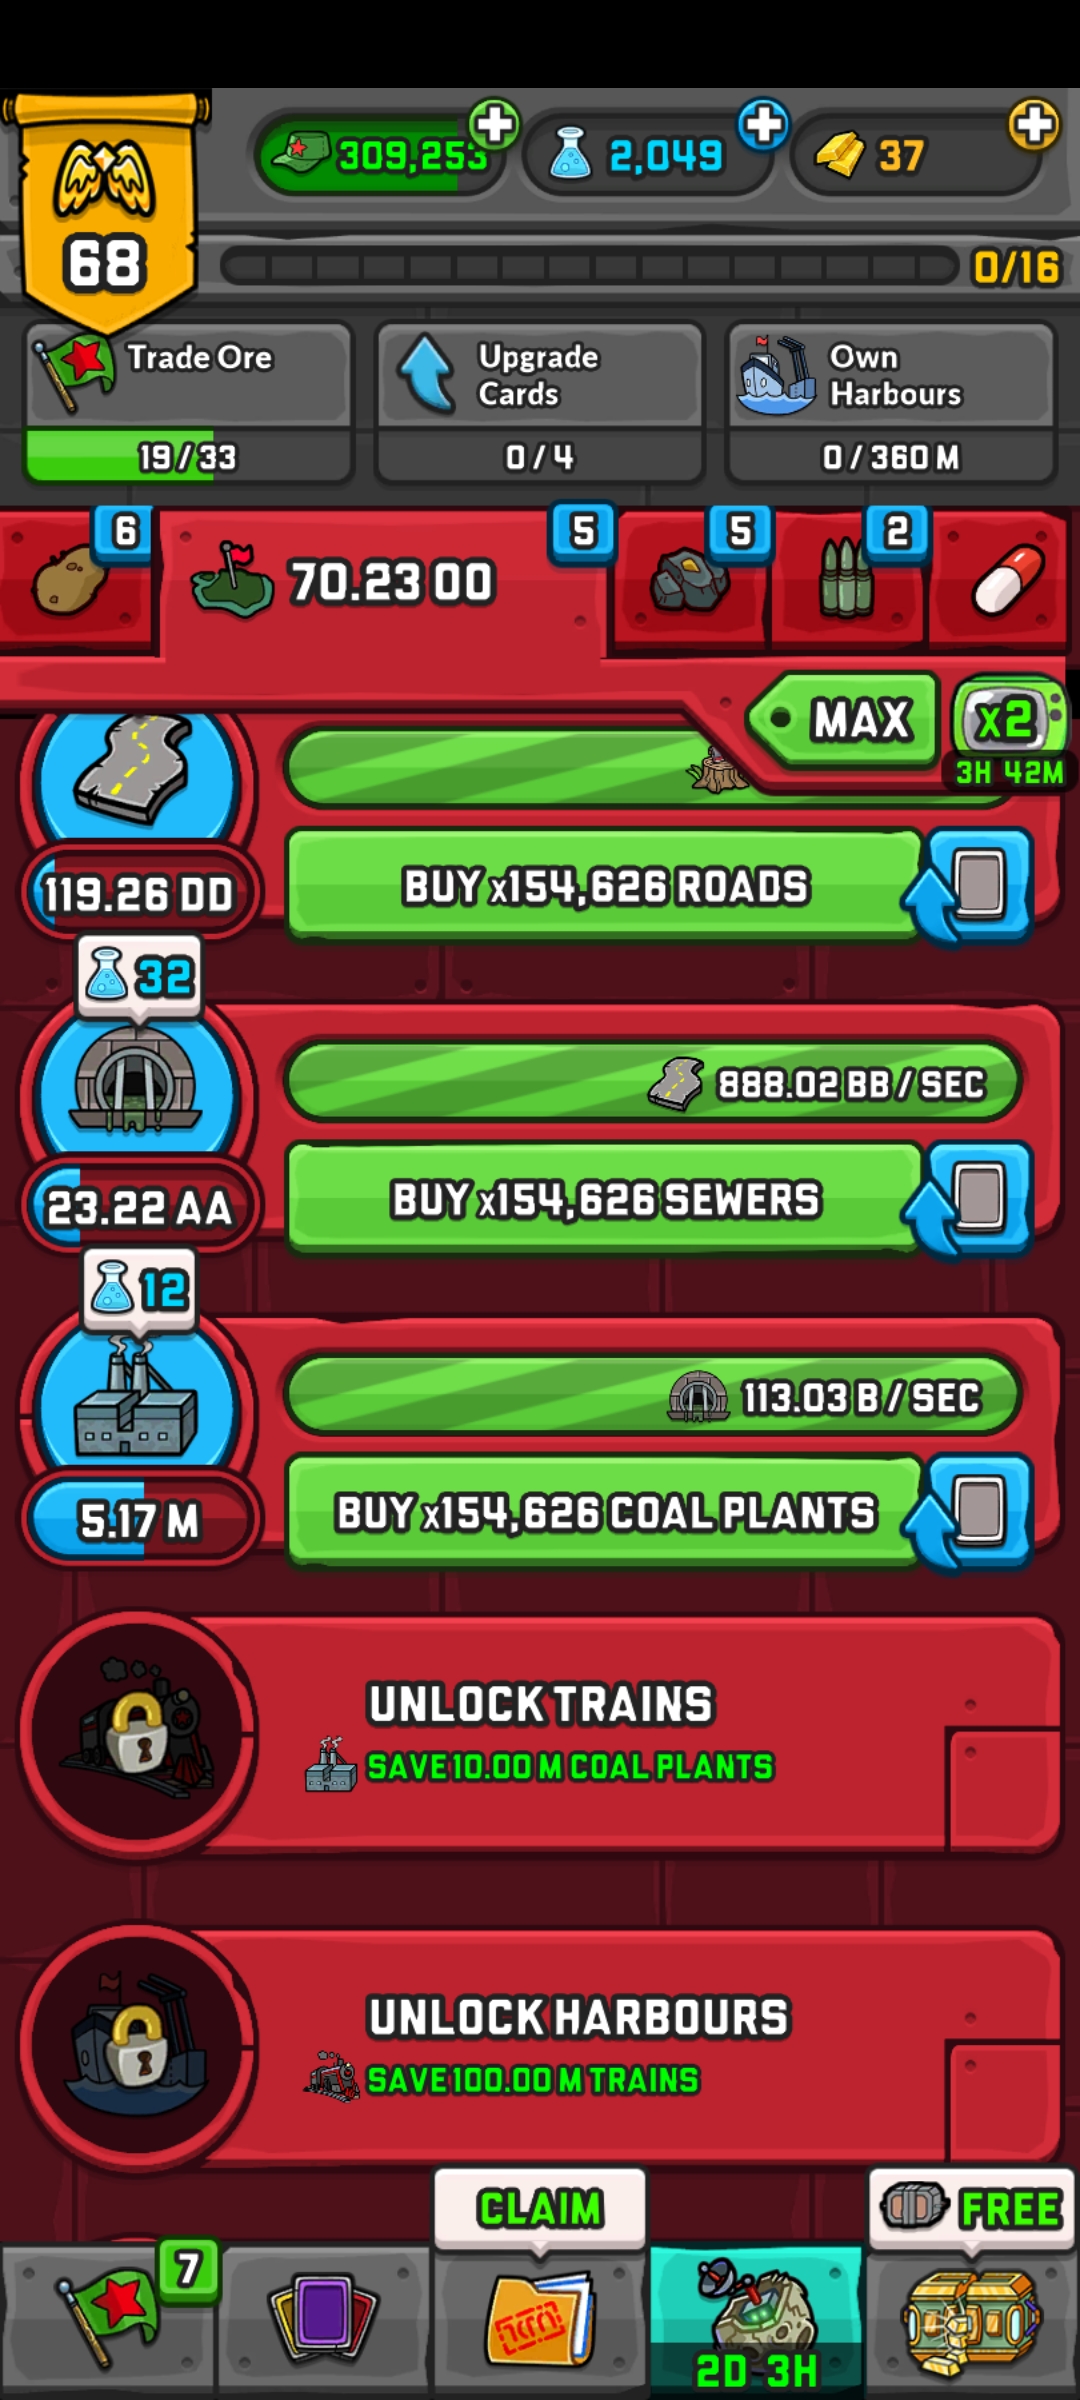 309,253
2,049
37
68
0/16
Trade Ore
19/33
Upgrade
Cards
0/4
Own
Harbours
0/360 M
6
70.23 OO
5
5
2
MAX
x2
3H 42M
119.26 DD
BUY x154,626 ROADS
32
888.02 BB / SEC
23.22 AA
BUY x154,626 SEWERS
12
113.03 B / SEC
5.17 M
BUY x154,626 COAL PLANTS
UNLOCK TRAINS
SAVE 10.00 M COAL PLANTS
UNLOCK HARBOURS
SAVE 100.00 M TRAINS
CLAIM
FREE
7
2D 3H